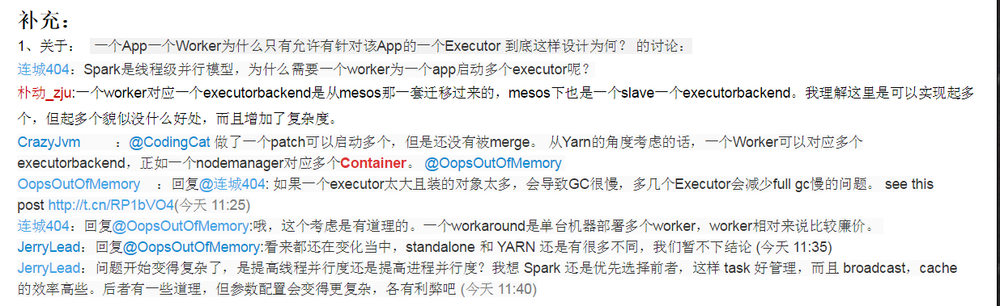 补充：
1、关于： 一个App一个Worker为什么只有允许有针对该App的一个Executor 到底这样设计为何？ 的讨论：
连城404：Spark是线程级并行模型，为什么需要一个worker为一个app启动多个executor呢？
朴动_zju:一个worker对应一个executorbackend是从mesos那一套迁移过来的，mesos下也是一个slave一个executorbackend。我理解这里是可以实现起多
个，但起多个貌似没什么好处，而且增加了复杂度。
CrazyJvm ：@CodingCat 做了一个patch可以启动多个，但是还没有被merge。 从Yarn的角度考虑的话，一个Worker可以对应多个
executorbackend，正如一个nodemanager对应多个Container。 @OopsOutOfMemory
OopsOutOfMemory ：回复@连城404: 如果一个executor太大且装的对象太多，会导致GC很慢，多几个Executor会减少full gc慢的问题。 see this
post http://t.cn/RP1bVO4(今天 11:25)
连城404：回复@OopsOutOfMemory:哦，这个考虑是有道理的。一个workaround是单台机器部署多个worker，worker相对来说比较廉价。
JerryLead：回复@OopsOutOfMemory:看来都还在变化当中，standalone 和 YARN 还是有很多不同，我们暂不下结论 (今天 11:35)
JerryLead：问题开始变得复杂了，是提高线程并行度还是提高进程并行度？我想 Spark 还是优先选择前者，这样 task 好管理，而且 broadcast，cache
的效率高些。后者有一些道理，但参数配置会变得更复杂，各有利弊吧 (今天 11:40)